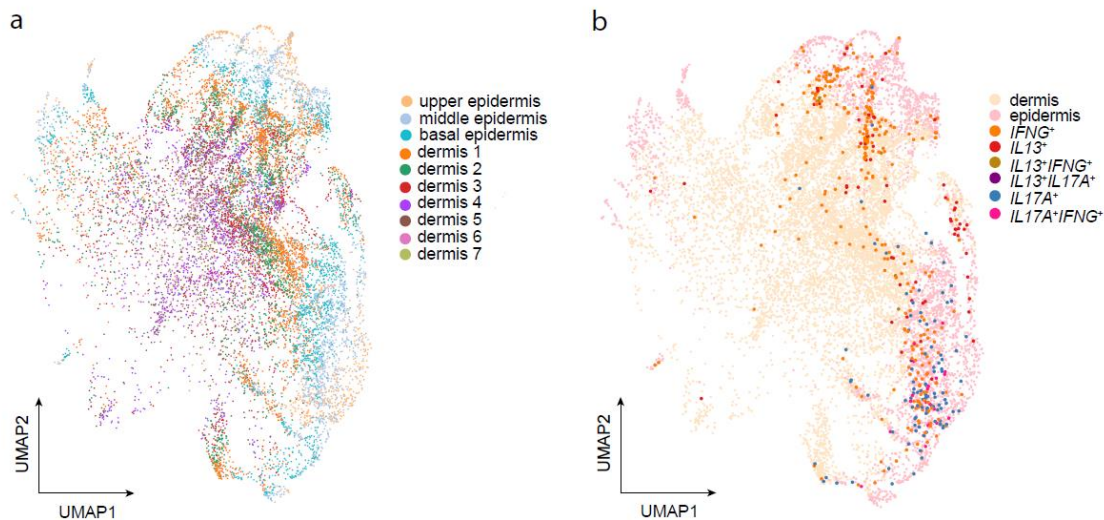 a
upper epidermis
middle epidermis
basal epidermis
dermis 1
dermis 2
dermis 3
dermis 4
dermis 5
dermis 6
dermis 7
UMAP2
UMAP1
b
dermis
epidermis
IFNG⁺
IL13⁺
IL13⁺IFNG⁺
IL13⁺IL17A⁺
IL17A⁺
IL17A⁺IFNG⁺
UMAP2
UMAP1